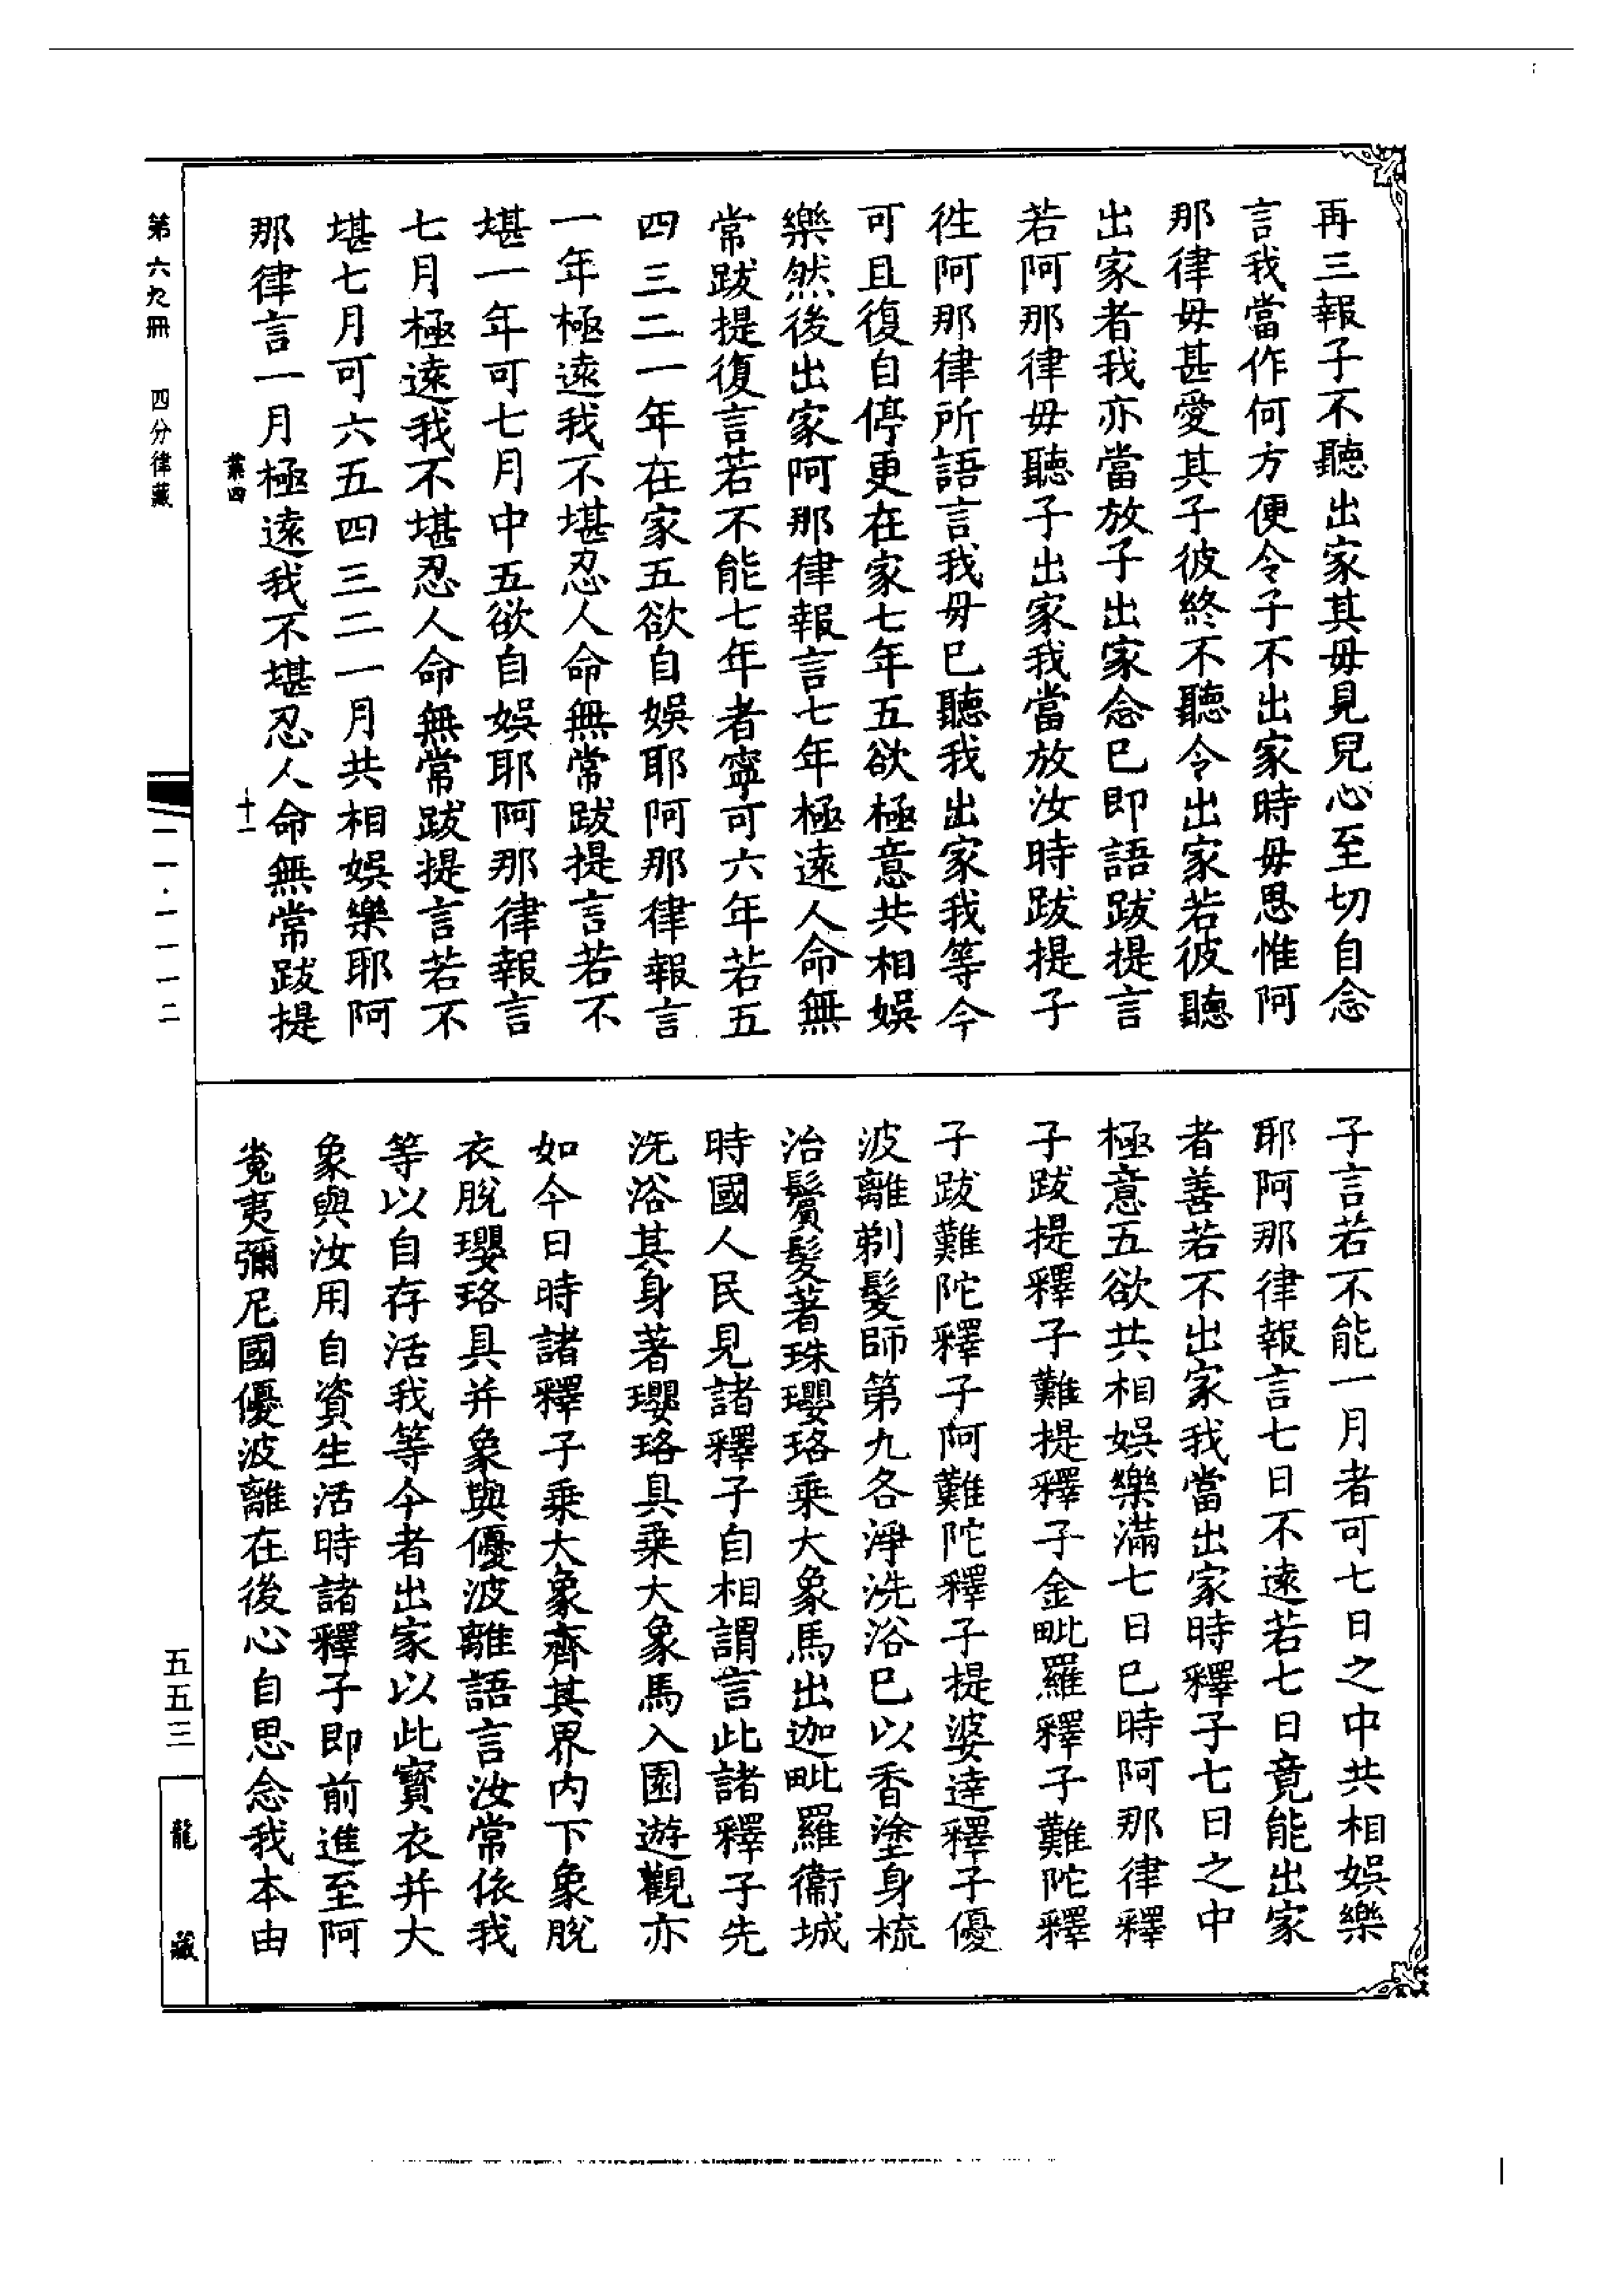 再三報子不聽出家其毋見兒心至切自念
言我當作何方便令子不出家時毋思惟阿
那律毋甚愛其子彼終不聽令出家若彼聽
出家者我亦當放子出家念已即語跋提言
若阿那律毋聽子出家我當放汝時跋提子
徃阿那律所語言我毋已聽我出家我等今
可且復自停更在家七年五欲極意共相娛
樂然後出家阿那律報言七年極遠人命無
常跋提復言若不能七年者寧可六年若五
四三二一年在家五欲自娛耶阿那律報言
一年極遠我不堪忍人命無常跋提言若不
堪一年可七月中五欲自娛耶阿那律報言
七月極遠我不堪忍人命無常跋提言若不
堪七月可六五四三二一月共相娛樂耶阿
那律言一月極遠我不堪忍人命無常跋提
葉四 十一
子言若不能一月者可七日之中共相娛樂
耶阿那律報言七日不遠若七日竟能出家
者善若不出家我當出家時釋子七日之中
極意五欲共相娛樂滿七日已時阿那律釋
子跋提釋子難提釋子金毗羅釋子難陀釋
子跋難陀釋子阿難陀釋子提婆達釋子優
波離剃髮師第九各淨洗浴已以香塗身梳
治鬢髮著珠瓔珞乘大象馬出迦毗羅衞城
時國人民見諸釋子自相謂言此諸釋子先
洗浴其身著瓔珞具乘大象馬入園遊觀亦
如今日時諸釋子乘大象齊其界內下象脫
衣脫瓔珞具并象與優波離語言汝常依我
等以自存活我等今者出家以此寶衣并大
象與汝用自資生活時諸釋子即前進至阿
㝹夷彌尼國優波離在後心自思念我本由
第六九冊 四分律藏
一一·一一一二
五五三
龍藏